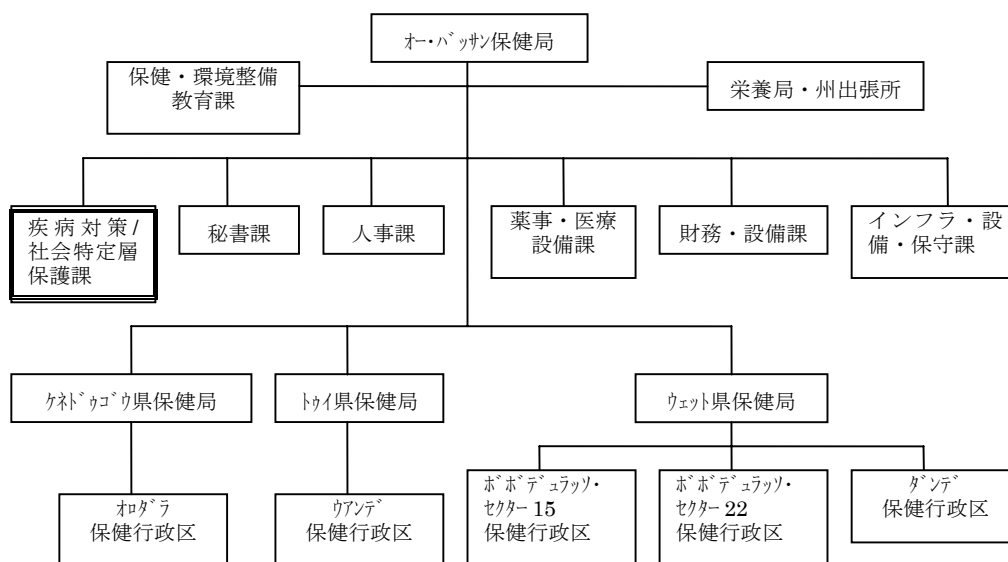 オー・バッサン保健局
保健・環境整備
教育課
栄養局・州出張所
疾病対策/
社会特定層
保護課
秘書課
人事課
薬事・医療
設備課
財務・設備課
インフラ・設
備・保守課
ｹﾈﾄﾞｩｺﾞｳ県保健局
ﾄｩｲ県保健局
ｳｪｯﾄ県保健局
ｵﾛﾀﾞﾗ
保健行政区
ｳｱﾝﾃﾞ
保健行政区
ﾎﾞﾎﾞﾃﾞｭﾗｯｿ・
ｾｸﾀｰ 15
保健行政区
ﾎﾞﾎﾞﾃﾞｭﾗｯｿ・
ｾｸﾀｰ 22
保健行政区
ﾀﾞﾝﾃﾞ
保健行政区